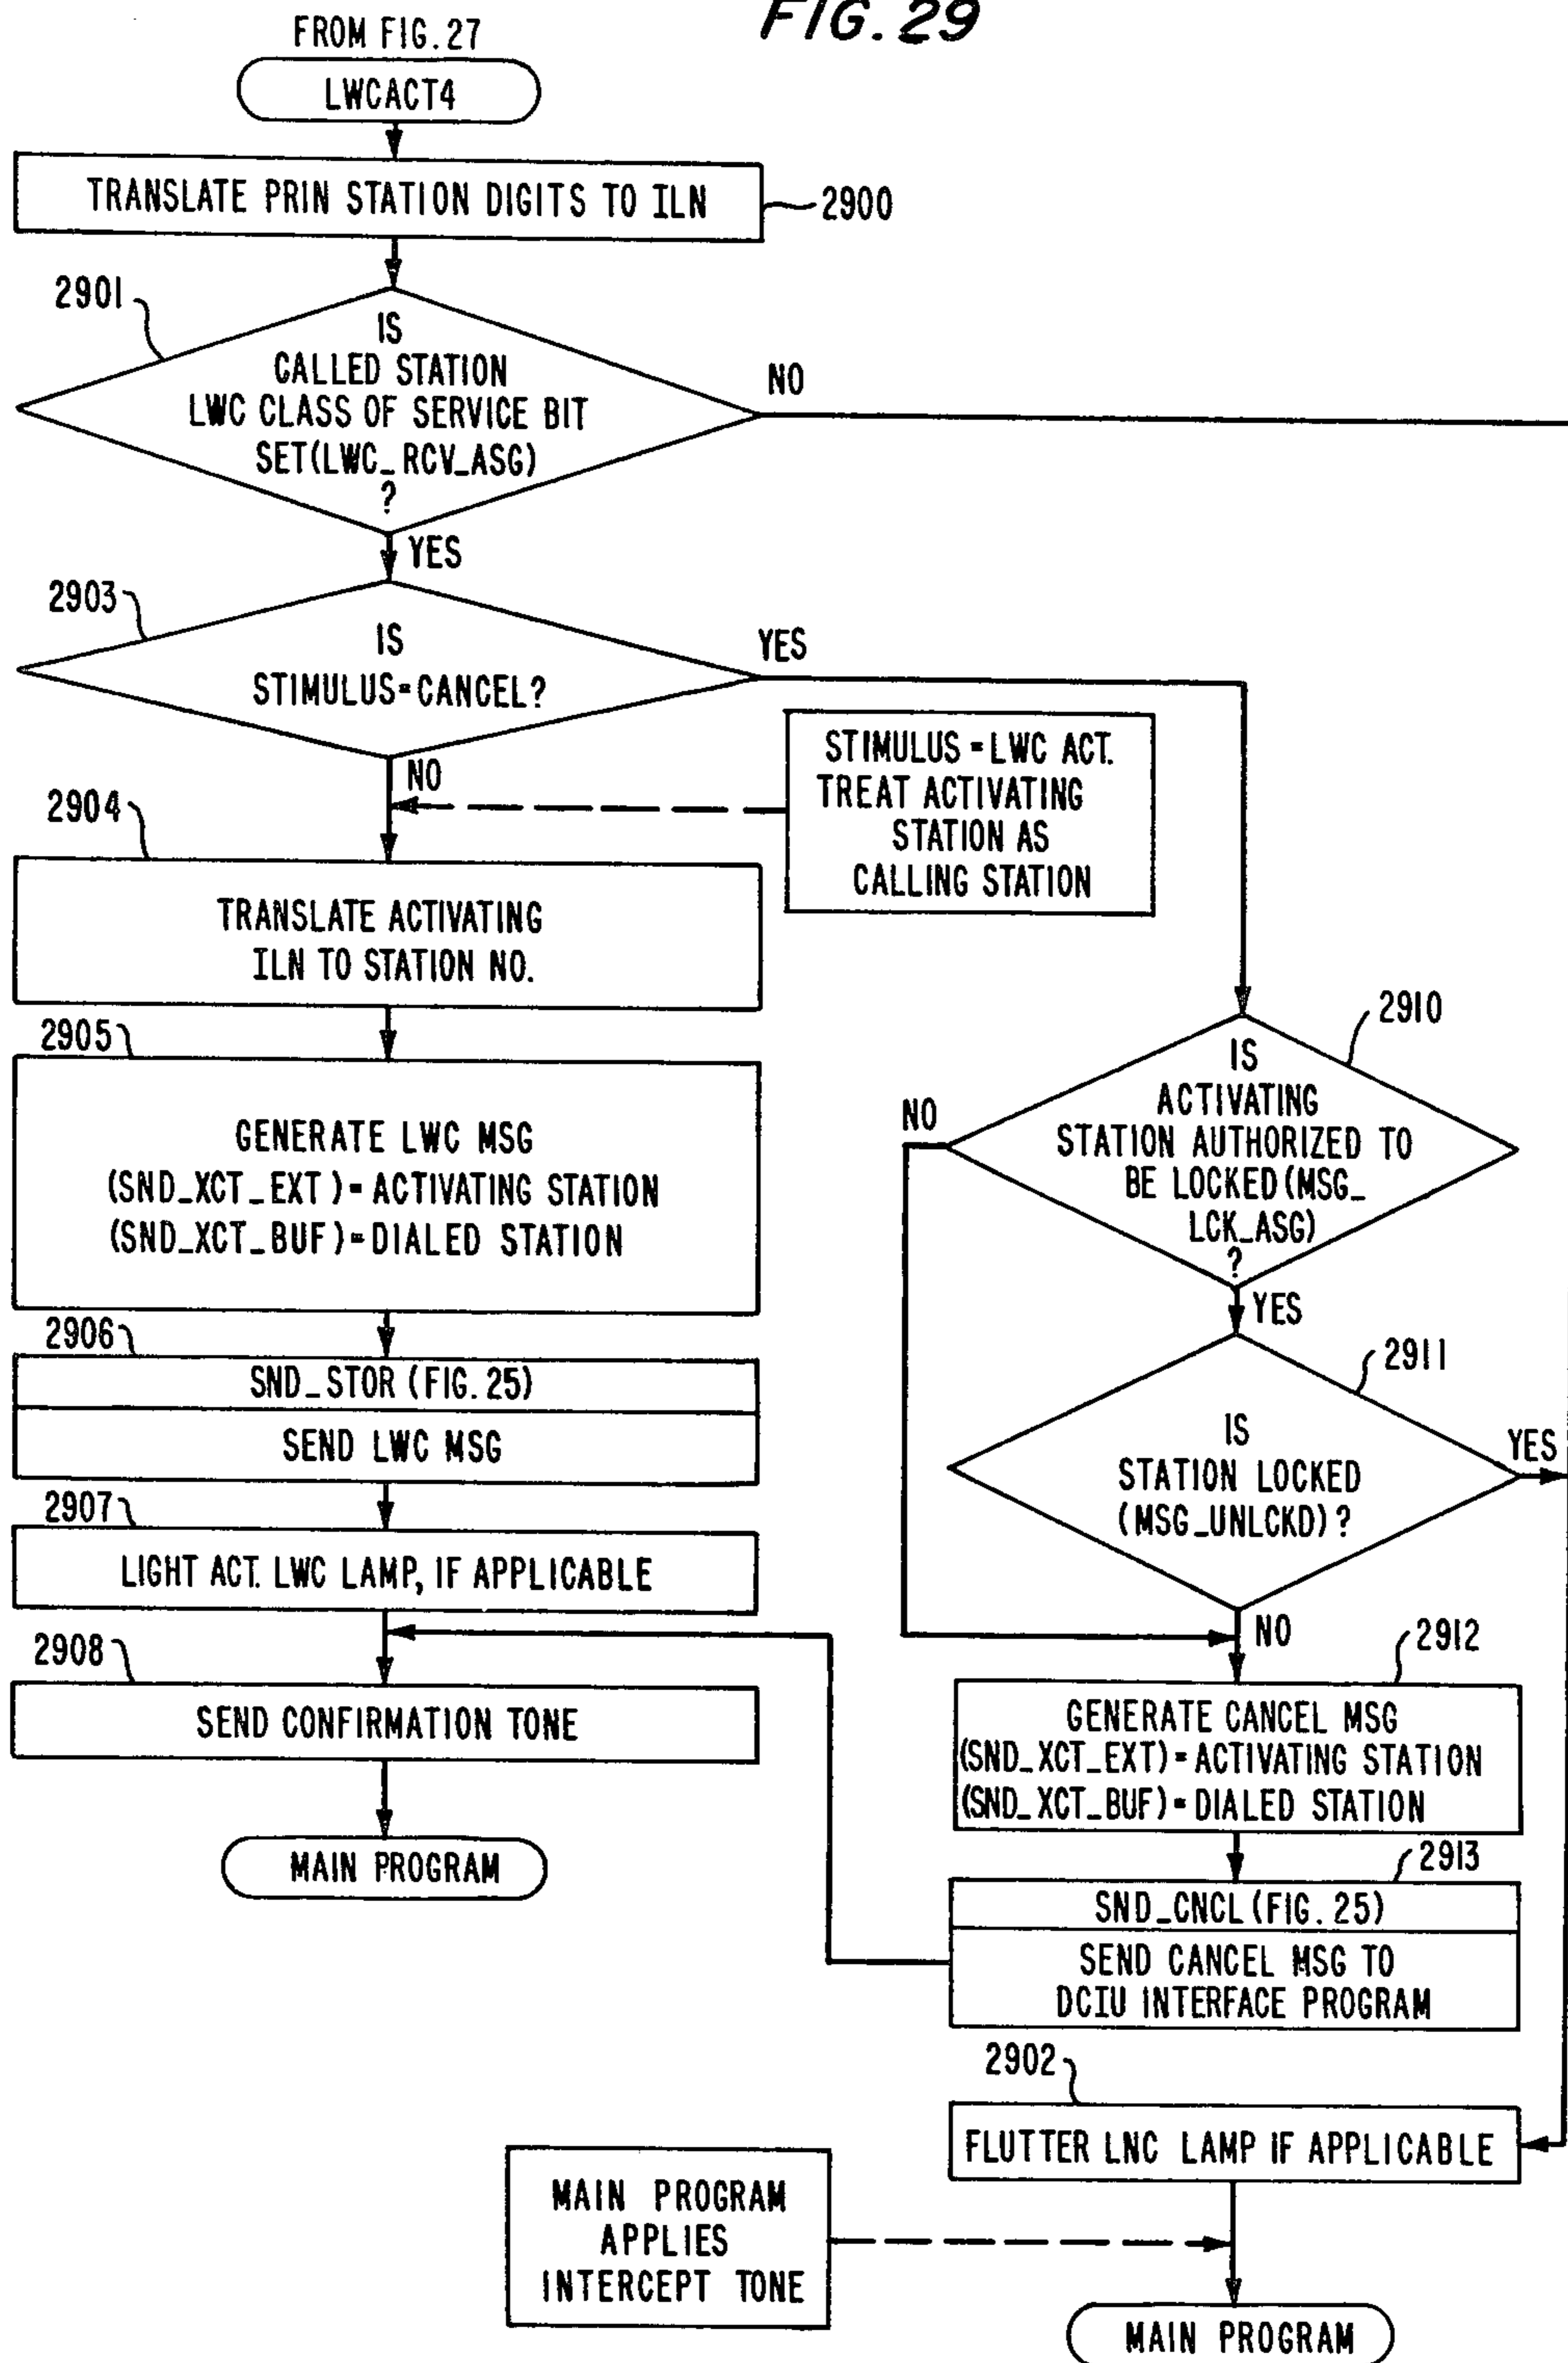 FIG. 29
FROM FIG. 27
LWCACT4
TRANSLATE PRIN STATION DIGITS TO ILN
2900
2901
IS
CALLED STATION
LWC CLASS OF SERVICE BIT
SET(LWC_RCV_ASG)
?
NO
YES
2903
IS
STIMULUS=CANCEL?
YES
NO
STIMULUS = LWC ACT.
TREAT ACTIVATING
STATION AS
CALLING STATION
2904
TRANSLATE ACTIVATING
ILN TO STATION NO.
2905
GENERATE LWC MSG
(SND_XCT_EXT)= ACTIVATING STATION
(SND_XCT_BUF)=DIALED STATION
2906
SND_STOR (FIG. 25)
SEND LWC MSG
2907
LIGHT ACT. LWC LAMP, IF APPLICABLE
2908
SEND CONFIRMATION TONE
MAIN PROGRAM
2910
IS
ACTIVATING
STATION AUTHORIZED TO
BE LOCKED (MSG_
LCK_ASG)
?
NO
YES
2911
IS
STATION LOCKED
(MSG_UNLCKD)?
YES
NO
2912
GENERATE CANCEL MSG
(SND_XCT_EXT)= ACTIVATING STATION
(SND_XCT_BUF)= DIALED STATION
2913
SND_CNCL (FIG. 25)
SEND CANCEL MSG TO
DCIU INTERFACE PROGRAM
2902
FLUTTER LNC LAMP IF APPLICABLE
MAIN PROGRAM
APPLIES
INTERCEPT TONE
MAIN PROGRAM